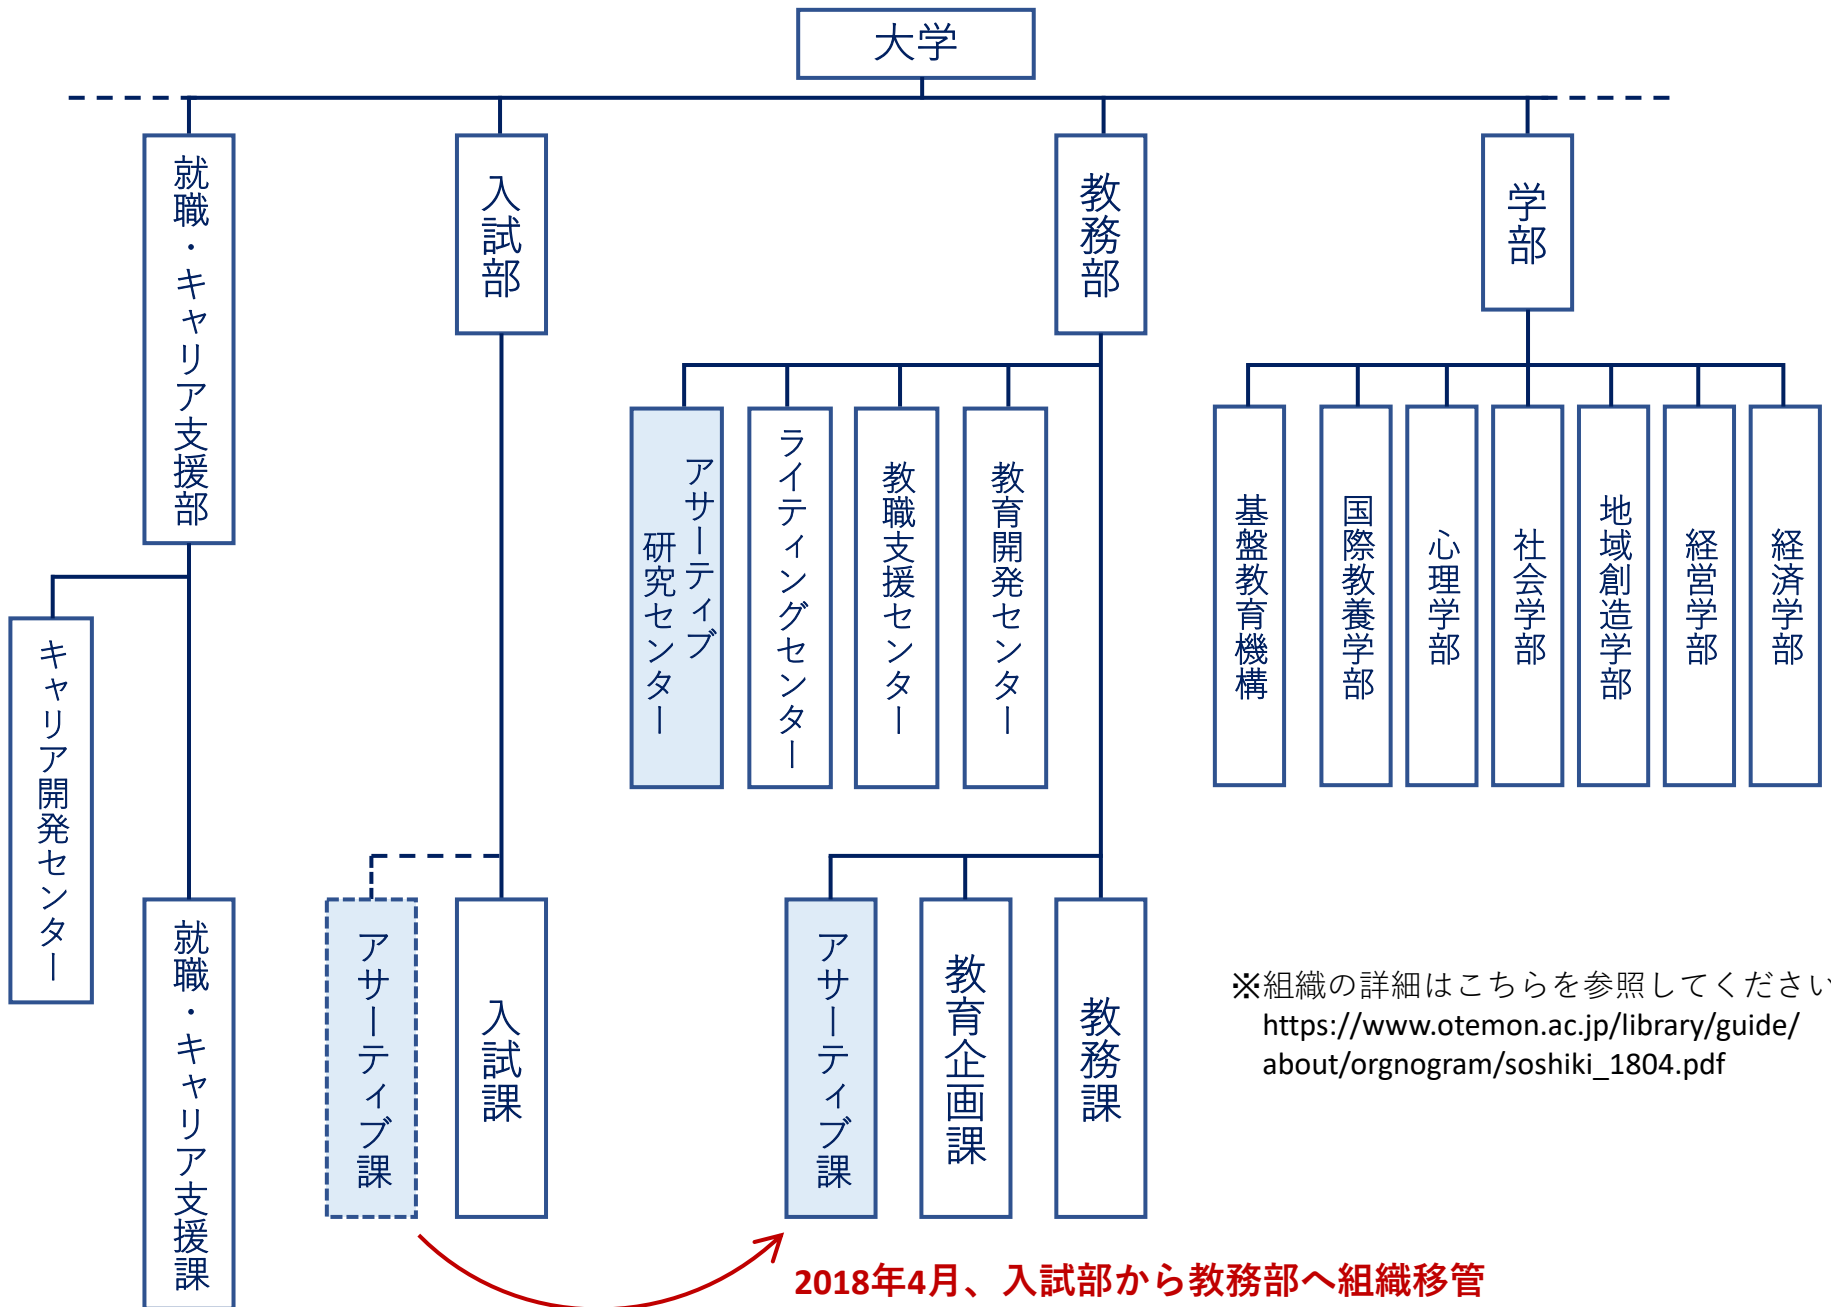 大学
就職・キャリア支援部
入試部
教務部
学部
キャリア開発センター
就職・キャリア支援課
アサーティブ課
入試課
アサーティブ
研究センター
ライティングセンター
教職支援センター
教育開発センター
アサーティブ課
教育企画課
教務課
基盤教育機構
国際教養学部
心理学部
社会学部
地域創造学部
経営学部
経済学部
※組織の詳細はこちらを参照してください
https://www.otemon.ac.jp/library/guide/
about/orgnogram/soshiki_1804.pdf
2018年4月、入試部から教務部へ組織移管